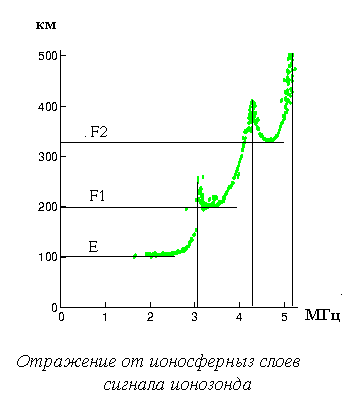 км
500
400
F2
300
F1
200
E
100
0
0 1 2 3 4 5 МГц
Отражение от ионосферныз слоев
сигнала ионозонда